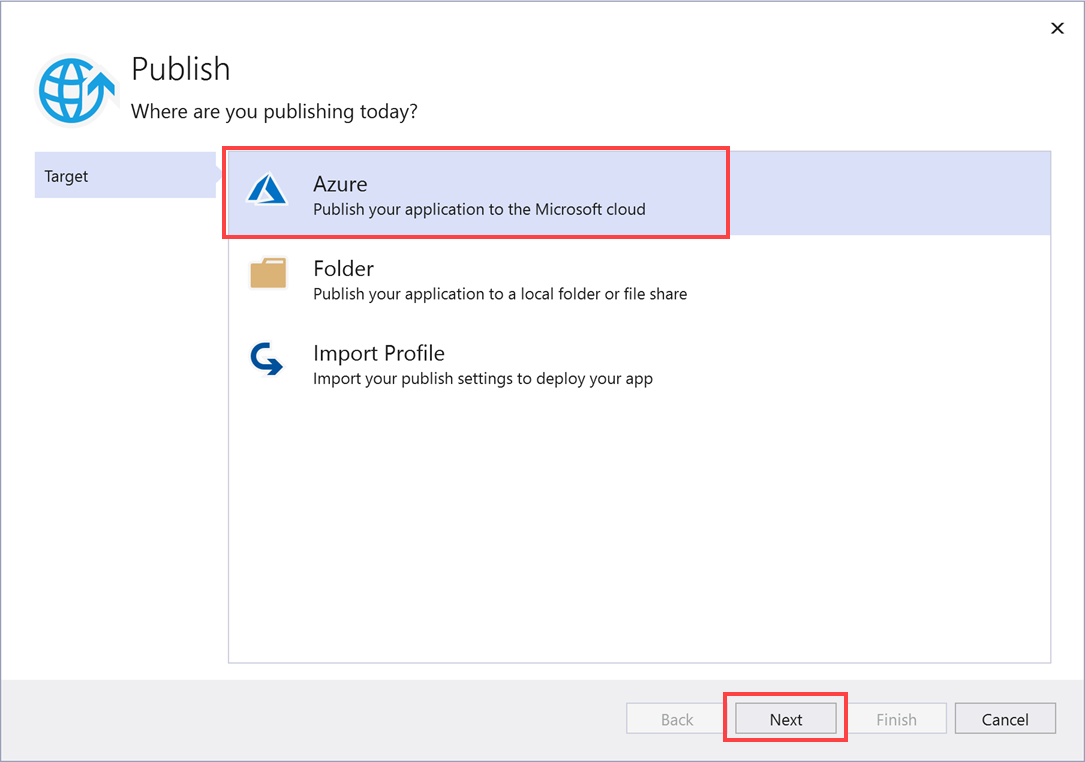 Publish
Where are you publishing today?
Target
Azure
Publish your application to the Microsoft cloud
Folder
Publish your application to a local folder or file share
Import Profile
Import your publish settings to deploy your app
Back
Next
Finish
Cancel